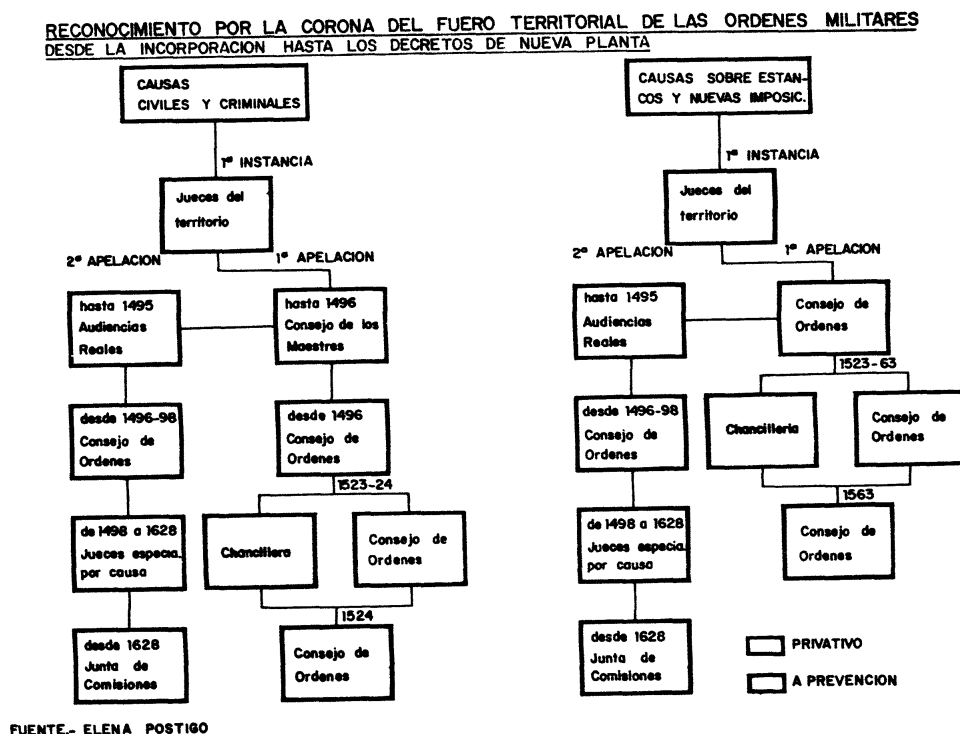 RECONOCIMIENTO POR LA CORONA DEL FUERO TERRITORIAL DE LAS ORDENES MILITARES
DESDE LA INCORPORACION HASTA LOS DECRETOS DE NUEVA PLANTA
CAUSAS
CIVILES Y CRIMINALES
1ª INSTANCIA
Jueces del
territorio
2ª APELACION
1ª APELACION
hasta 1495
Audiencias
Reales
hasta 1496
Consejo de los
Maestres
desde 1496-98
Consejo de
Ordenes
desde 1496
Consejo de
Ordenes
1523-24
de 1498 a 1628
Jueces especia.
por causa
Chancillera
Consejo de
Ordenes
1524
desde 1628
Junta de
Comisiones
Consejo de
Ordenes
CAUSAS SOBRE ESTAN-
COS Y NUEVAS IMPOSIC.
1ª INSTANCIA
Jueces del
territorio
2ª APELACION
1ª APELACION
hasta 1495
Audiencias
Reales
Consejo de
Ordenes
1523-63
desde 1496-98
Consejo de
Ordenes
Chancilleria
Consejo de
Ordenes
1563
de 1498 a 1628
Jueces especia.
por causa
Consejo de
Ordenes
desde 1628
Junta de
Comisiones
PRIVATIVO
A PREVENCION
FUENTE.- ELENA POSTIGO